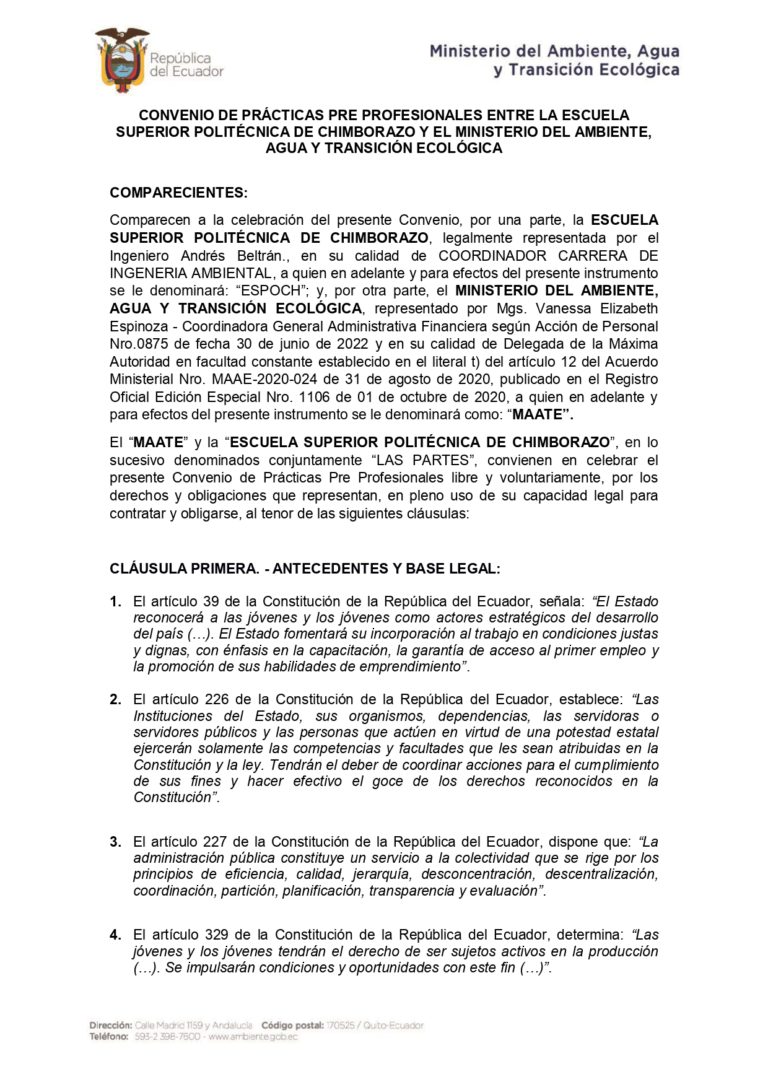 República
del Ecuador
Ministerio del Ambiente, Agua
y Transición Ecológica
CONVENIO DE PRÁCTICAS PRE PROFESIONALES ENTRE LA ESCUELA
SUPERIOR POLITÉCNICA DE CHIMBORAZO Y EL MINISTERIO DEL AMBIENTE,
AGUA Y TRANSICIÓN ECOLÓGICA
COMPARECIENTES:
Comparecen a la celebración del presente Convenio, por una parte, la ESCUELA
SUPERIOR POLITÉCNICA DE CHIMBORAZO, legalmente representada por el
Ingeniero Andrés Beltrán., en su calidad de COORDINADOR CARRERA DE
INGENERIA AMBIENTAL, a quien en adelante y para efectos del presente instrumento
se le denominará: “ESPOCH”; y, por otra parte, el MINISTERIO DEL AMBIENTE,
AGUA Y TRANSICIÓN ECOLÓGICA, representado por Mgs. Vanessa Elizabeth
Espinoza - Coordinadora General Administrativa Financiera según Acción de Personal
Nro.0875 de fecha 30 de junio de 2022 y en su calidad de Delegada de la Máxima
Autoridad en facultad constante establecido en el literal t) del artículo 12 del Acuerdo
Ministerial Nro. MAAE-2020-024 de 31 de agosto de 2020, publicado en el Registro
Oficial Edición Especial Nro. 1106 de 01 de octubre de 2020, a quien en adelante y
para efectos del presente instrumento se le denominará como: “MAATE”.
El “MAATE” y la “ESCUELA SUPERIOR POLITÉCNICA DE CHIMBORAZO”, en lo
sucesivo denominados conjuntamente “LAS PARTES”, convienen en celebrar el
presente Convenio de Prácticas Pre Profesionales libre y voluntariamente, por los
derechos y obligaciones que representan, en pleno uso de su capacidad legal para
contratar y obligarse, al tenor de las siguientes cláusulas:
CLÁUSULA PRIMERA. - ANTECEDENTES Y BASE LEGAL:
1. El artículo 39 de la Constitución de la República del Ecuador, señala: “El Estado
reconocerá a las jóvenes y los jóvenes como actores estratégicos del desarrollo
del país (…). El Estado fomentará su incorporación al trabajo en condiciones justas
y dignas, con énfasis en la capacitación, la garantía de acceso al primer empleo y
la promoción de sus habilidades de emprendimiento”.
2. El artículo 226 de la Constitución de la República del Ecuador, establece: “Las
Instituciones del Estado, sus organismos, dependencias, las servidoras o
servidores públicos y las personas que actúen en virtud de una potestad estatal
ejercerán solamente las competencias y facultades que les sean atribuidas en la
Constitución y la ley. Tendrán el deber de coordinar acciones para el cumplimiento
de sus fines y hacer efectivo el goce de los derechos reconocidos en la
Constitución”.
3. El artículo 227 de la Constitución de la República del Ecuador, dispone que: “La
administración pública constituye un servicio a la colectividad que se rige por los
principios de eficiencia, calidad, jerarquía, desconcentración, descentralización,
coordinación, partición, planificación, transparencia y evaluación”.
4. El artículo 329 de la Constitución de la República del Ecuador, determina: “Las
jóvenes y los jóvenes tendrán el derecho de ser sujetos activos en la producción
(…). Se impulsarán condiciones y oportunidades con este fin (…)”.
Dirección: Calle Madrid 1159 y Andalucía Código postal: 170525 / Quito-Ecuador
Teléfono: 593-2 398-7600 - www.ambiente.gob.ec